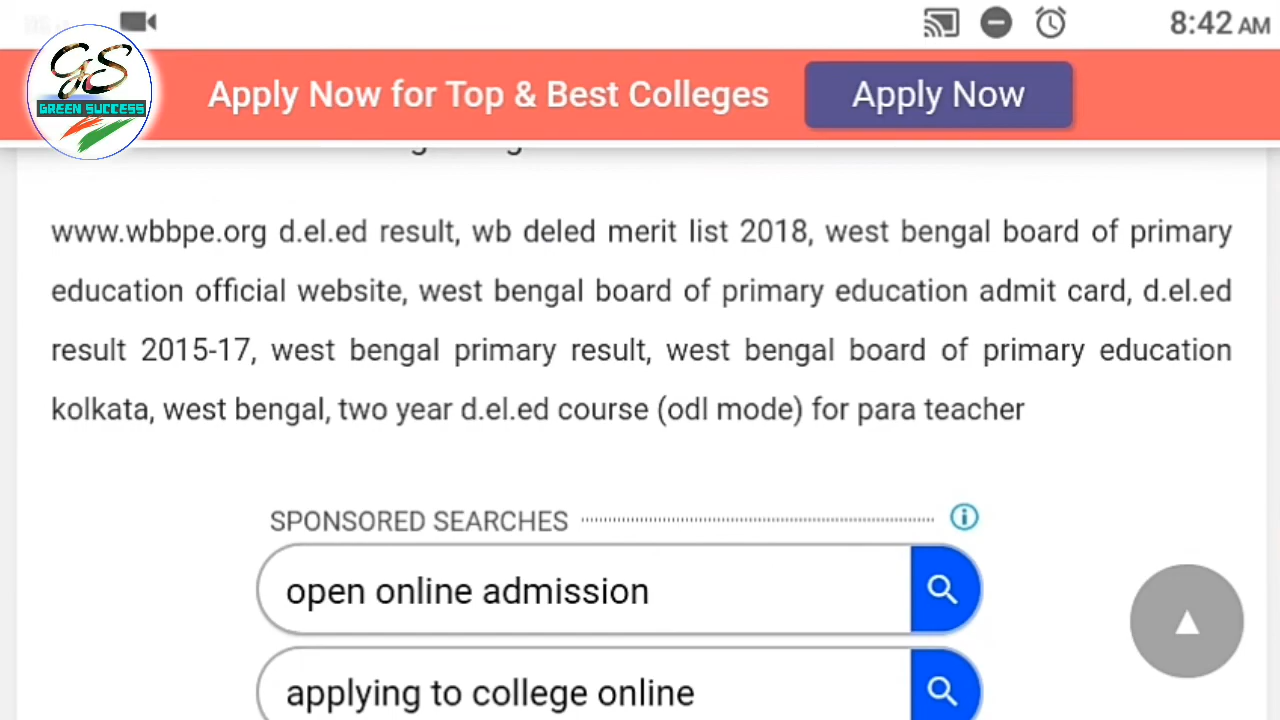 8:42 AM
GS
GREEN SUCCESS
Apply Now for Top & Best Colleges
Apply Now
www.wbbpe.org d.el.ed result, wb deled merit list 2018, west bengal board of primary
education official website, west bengal board of primary education admit card, d.el.ed
result 2015-17, west bengal primary result, west bengal board of primary education
kolkata, west bengal, two year d.el.ed course (odl mode) for para teacher
SPONSORED SEARCHES
open online admission
applying to college online